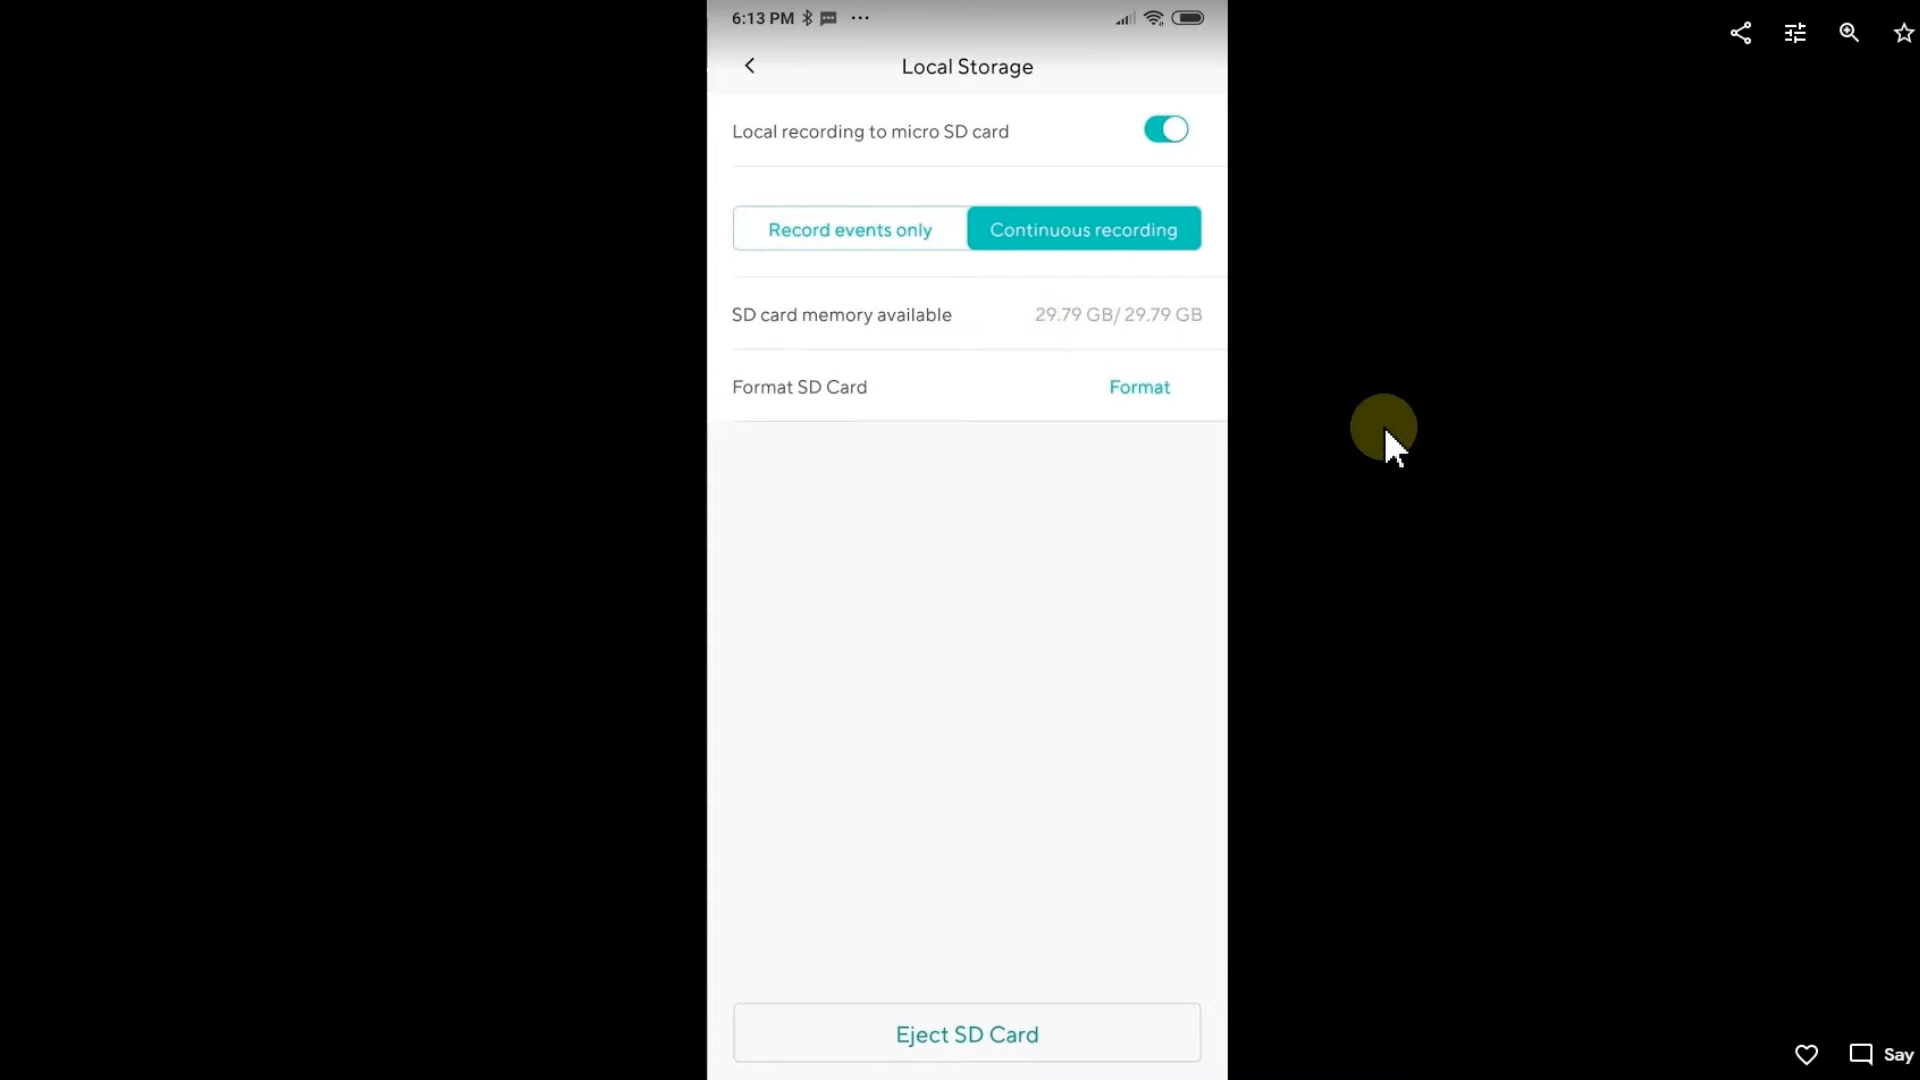 6:13 PM
Local Storage
Local recording to micro SD card
Record events only
Continuous recording
SD card memory available
29.79 GB/ 29.79 GB
Format SD Card
Format
Eject SD Card
Say